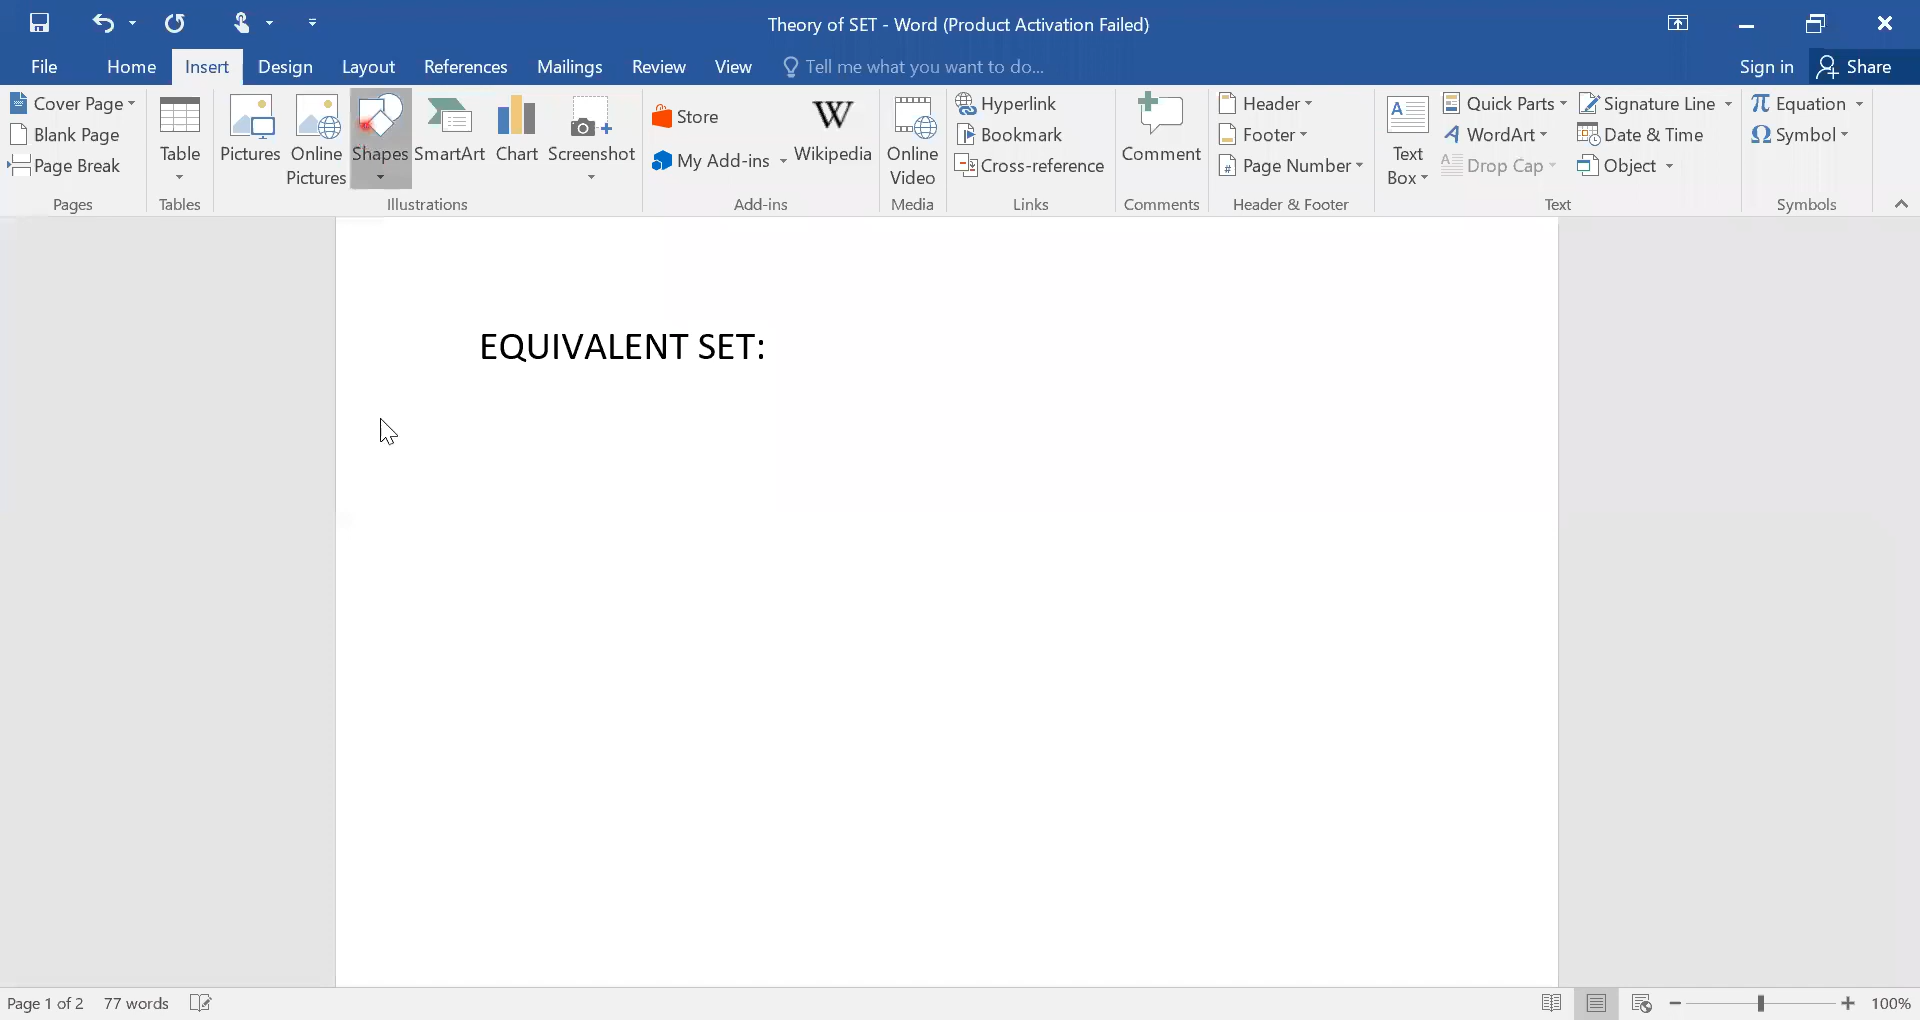 Theory of SET - Word (Product Activation Failed)
File Home Insert Design Layout References Mailings Review View Tell me what you want to do... Sign in Share
Cover Page
Blank Page
Page Break
Pages
Table
Tables
Pictures
Online
Pictures
Shapes
SmartArt
Chart
Screenshot
Illustrations
Store
My Add-ins
W
Wikipedia
Add-ins
Online
Video
Media
Hyperlink
Bookmark
Cross-reference
Links
Comment
Comments
Header
Footer
# Page Number
Header & Footer
A
Text
Box
Quick Parts
A WordArt
A Drop Cap
Signature Line
Date & Time
Object
Text
π Equation
Ω Symbol
Symbols
EQUIVALENT SET:
Page 1 of 2 77 words 100%